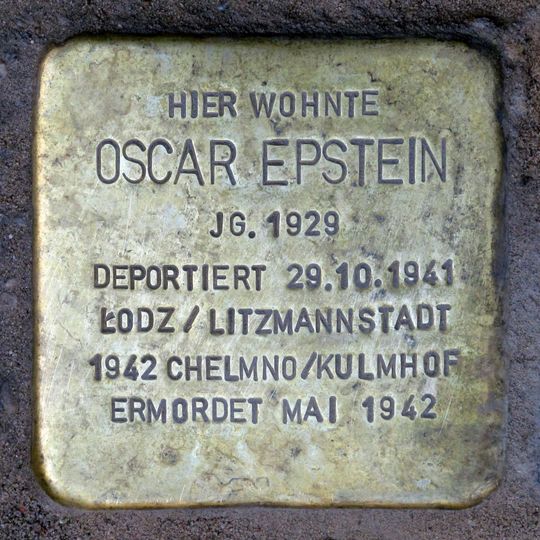 HIER WOHNTE
OSCAR EPSTEIN
JG. 1929
DEPORTIERT 29.10.1941
ŁODZ / LITZMANNSTADT
1942 CHELMNO/KULMHOF
ERMORDET MAI 1942